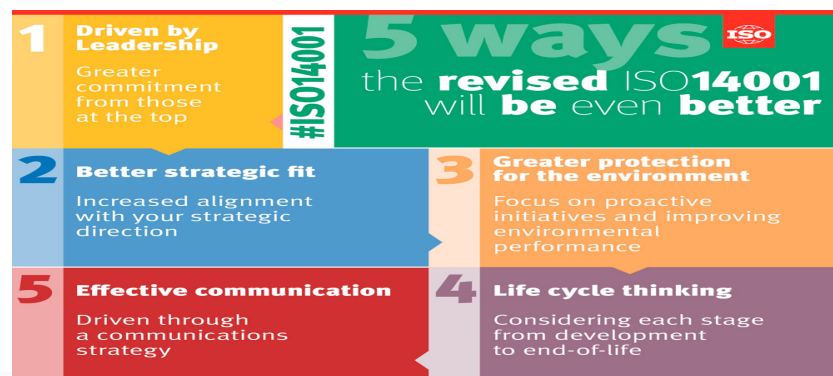 1
Driven by
Leadership
Greater
commitment
from those
at the top
#ISO14001
5 ways
ISO
the revised ISO14001
will be even better
2
Better strategic fit
Increased alignment
with your strategic
direction
3
Greater protection
for the environment
Focus on proactive
initiatives and improving
environmental
performance
4
Life cycle thinking
Considering each stage
from development
to end-of-life
5
Effective communication
Driven through
a communications
strategy